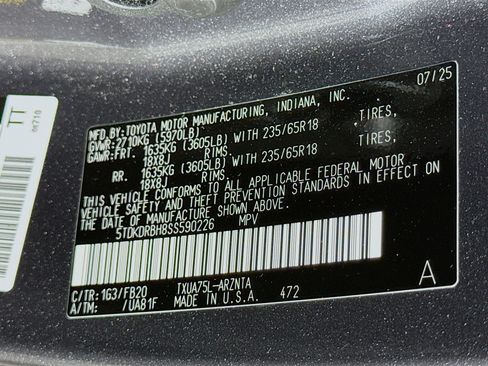 07/25
MFD. BY: TOYOTA MOTOR MANUFACTURING, INDIANA, INC.
GVWR: 2710KG (5970LB)
GAWR: FRT. 1635KG (3605LB) WITH 235/65R18 TIRES,
18X8J RIMS,
RR. 1635KG (3605LB) WITH 235/65R18 TIRES,
18X8J RIMS.
THIS VEHICLE CONFORMS TO ALL APPLICABLE FEDERAL MOTOR
VEHICLE SAFETY AND THEFT PREVENTION STANDARDS IN EFFECT ON
THE DATE OF MANUFACTURE SHOWN ABOVE.
5TDKDRBH8SS590226 MPV
C/TR: 1G3/FB20 TXUA75L-ARZNTA
A/TM: /UA81F MADE IN U.S.A. 472
A
TT